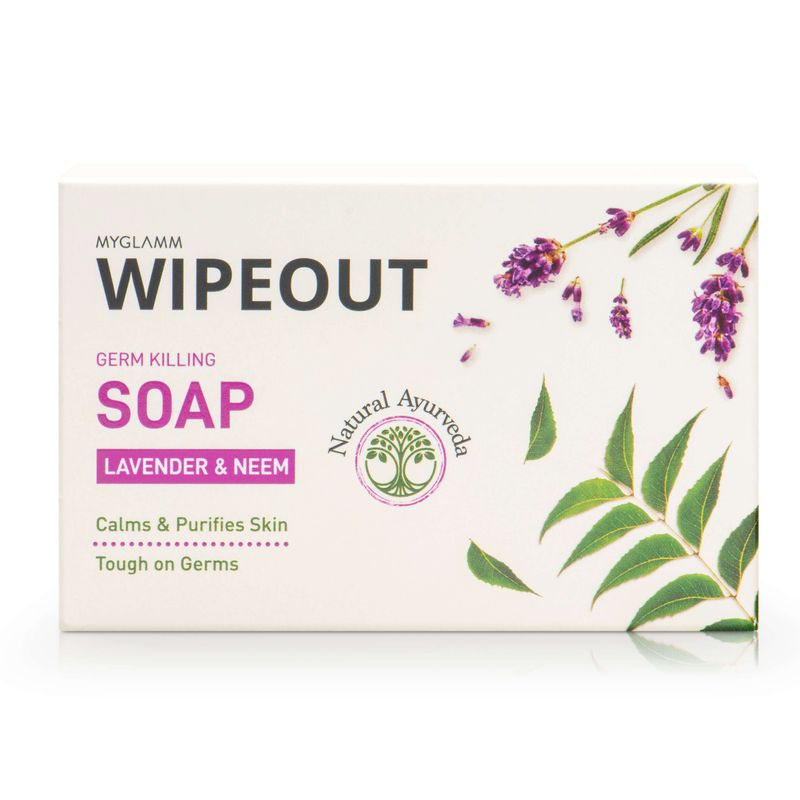 MYGLAMM
WIPEOUT
GERM KILLING
SOAP
LAVENDER & NEEM
Natural Ayurveda
Calms & Purifies Skin
Tough on Germs